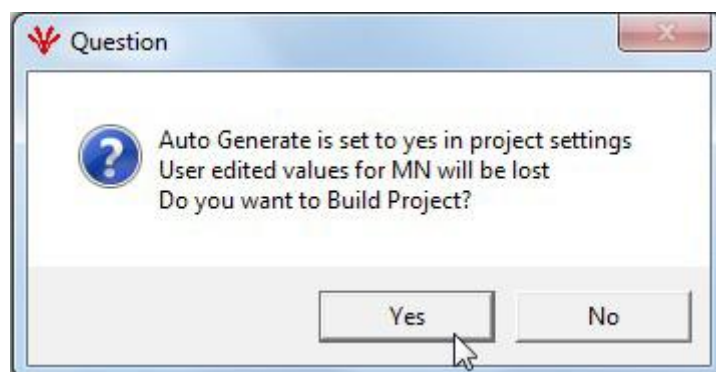 Question
Auto Generate is set to yes in project settings
User edited values for MN will be lost
Do you want to Build Project?
Yes
No